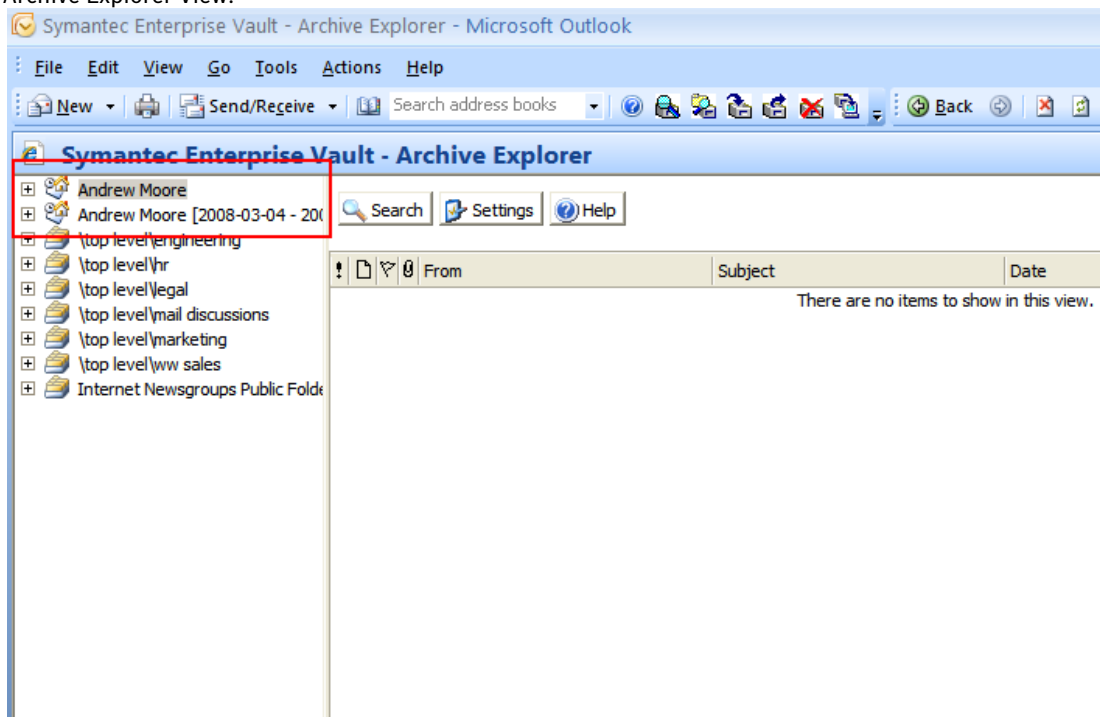 Archive Explorer View:
Symantec Enterprise Vault - Archive Explorer - Microsoft Outlook
File Edit View Go Tools Actions Help
New Send/Receive Search address books Back
Symantec Enterprise Vault - Archive Explorer
Andrew Moore
Andrew Moore [2008-03-04 - 200
\top level\engineering
\top level\hr
\top level\legal
\top level\mail discussions
\top level\marketing
\top level\ww sales
Internet Newsgroups Public Folde
Search Settings Help
From Subject Date
There are no items to show in this view.